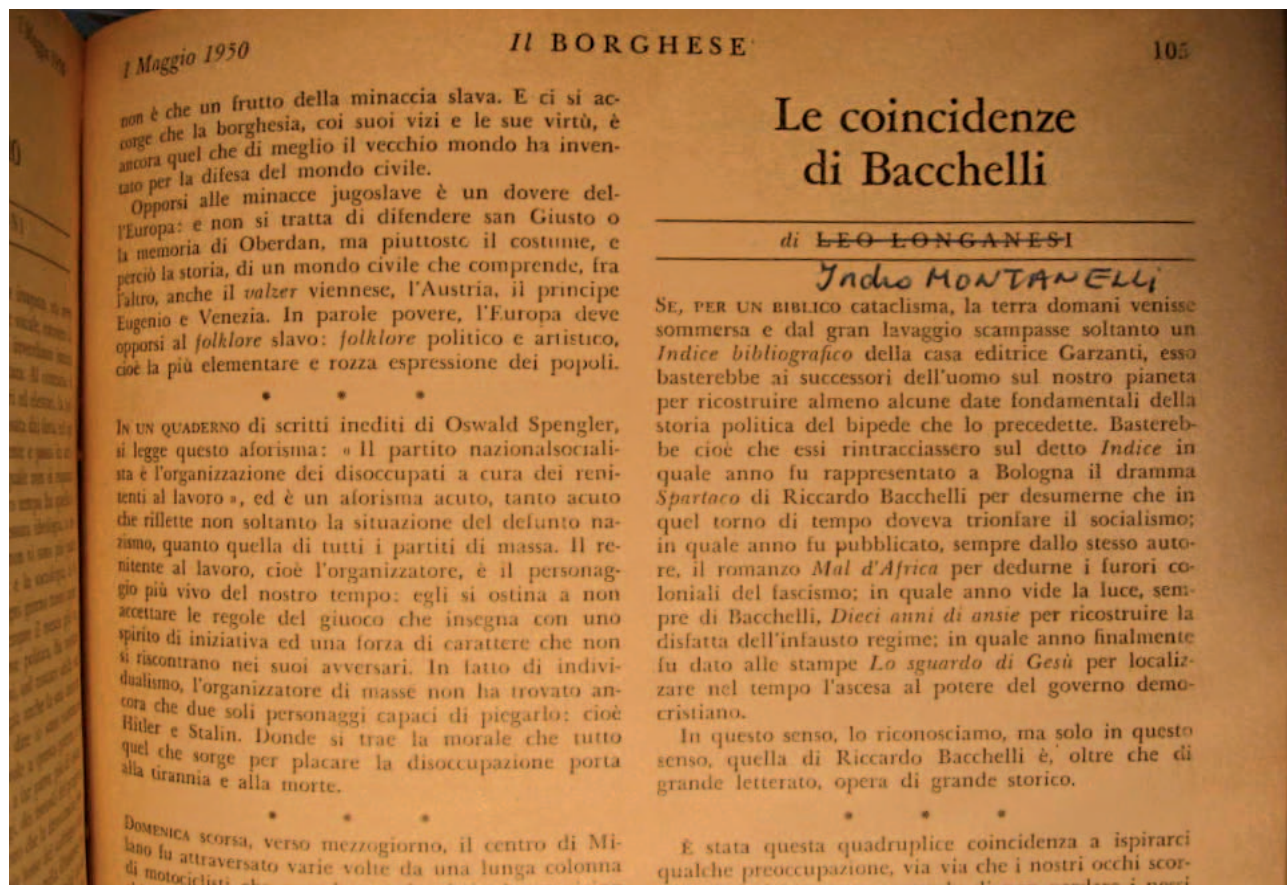 1 Maggio 1950
Il BORGHESE
105
non è che un frutto della minaccia slava. E ci si ac-
corge che la borghesia, coi suoi vizi e le sue virtù, è
ancora quel che di meglio il vecchio mondo ha inven-
tato per la difesa del mondo civile.
Opporsi alle minacce jugoslave è un dovere del-
l'Europa: e non si tratta di difendere san Giusto o
la memoria di Oberdan, ma piuttosto il costume, e
perciò la storia, di un mondo civile che comprende, fra
l'altro, anche il valzer viennese, l'Austria, il principe
Eugenio e Venezia. In parole povere, l'Europa deve
opporsi al folklore slavo: folklore politico e artistico,
cioè la più elementare e rozza espressione dei popoli.
* * *
IN UN QUADERNO di scritti inediti di Oswald Spengler,
si legge questo aforisma: « Il partito nazionalsociali-
sta è l'organizzazione dei disoccupati a cura dei reni-
tenti al lavoro », ed è un aforisma acuto, tanto acuto
che riflette non soltanto la situazione del defunto na-
zismo, quanto quella di tutti i partiti di massa. Il re-
nitente al lavoro, cioè l'organizzatore, è il personag-
gio più vivo del nostro tempo: egli si ostina a non
accettare le regole del giuoco che insegna con uno
spirito di iniziativa ed una forza di carattere che non
si riscontrano nei suoi avversari. In fatto di indivi-
dualismo, l'organizzatore di masse non ha trovato an-
cora che due soli personaggi capaci di piegarlo: cioè
Hitler e Stalin. Donde si trae la morale che tutto
quel che sorge per placare la disoccupazione porta
alla tirannia e alla morte.
* * *
DOMENICA scorsa, verso mezzogiorno, il centro di Mi-
lano fu attraversato varie volte da una lunga colonna
di motociclisti
Le coincidenze
di Bacchelli
di LEO LONGANESI
Indro MONTANELLI
SE, PER UN BIBLICO cataclisma, la terra domani venisse
sommersa e dal gran lavaggio scampasse soltanto un
Indice bibliografico della casa editrice Garzanti, esso
basterebbe ai successori dell'uomo sul nostro pianeta
per ricostruire almeno alcune date fondamentali della
storia politica del bipede che lo precedette. Bastereb-
be cioè che essi rintracciassero sul detto Indice in
quale anno fu rappresentato a Bologna il dramma
Spartaco di Riccardo Bacchelli per desumerne che in
quel torno di tempo doveva trionfare il socialismo;
in quale anno fu pubblicato, sempre dallo stesso auto-
re, il romanzo Mal d'Africa per dedurne i furori co-
loniali del fascismo; in quale anno vide la luce, sem-
pre di Bacchelli, Dieci anni di ansie per ricostruire la
disfatta dell'infausto regime; in quale anno finalmente
fu dato alle stampe Lo sguardo di Gesù per localiz-
zare nel tempo l'ascesa al potere del governo demo-
cristiano.
In questo senso, lo riconosciamo, ma solo in questo
senso, quella di Riccardo Bacchelli è, oltre che di
grande letterato, opera di grande storico.
* * *
È stata questa quadruplice coincidenza a ispirarci
qualche preoccupazione, via via che i nostri occhi scor-